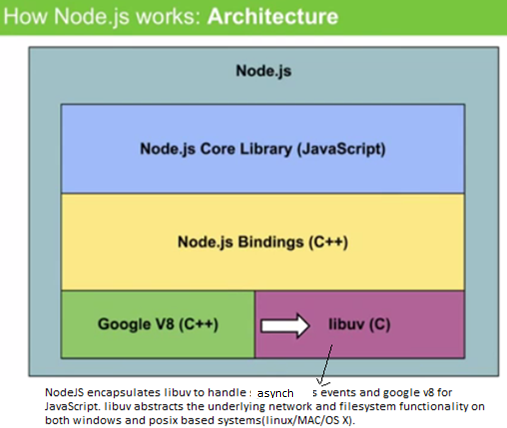 How Node.js works: Architecture
Node.js
Node.js Core Library (JavaScript)
Node.js Bindings (C++)
Google V8 (C++) libuv (C)
NodeJS encapsulates libuv to handle asynch s events and google v8 for
JavaScript. libuv abstracts the underlying network and filesystem functionality on
both windows and posix based systems(linux/MAC/OS X).